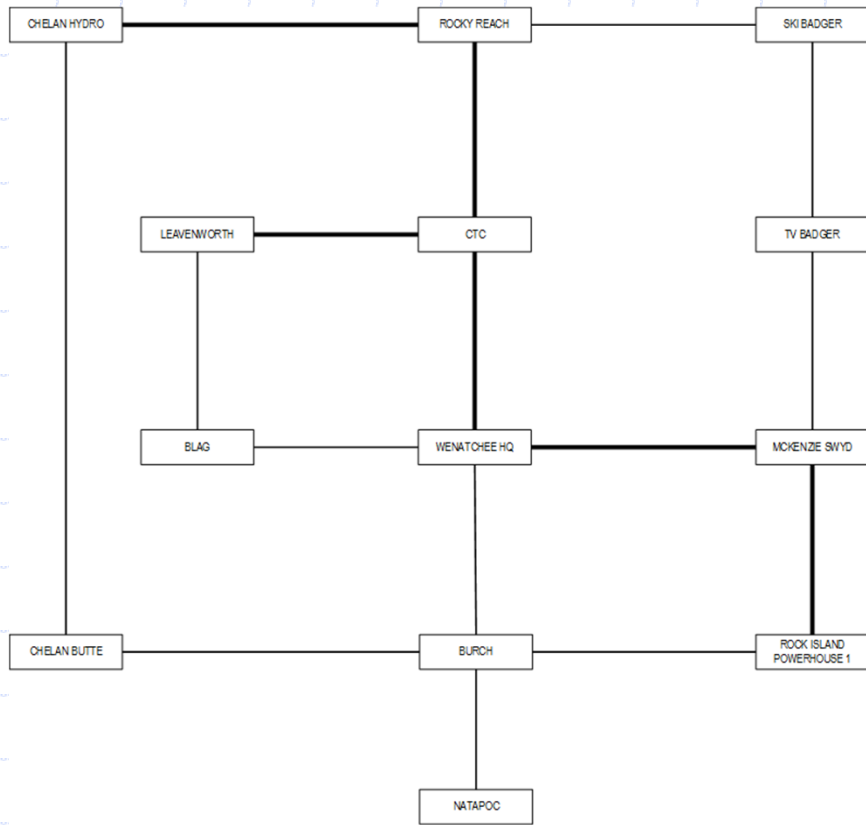 CHELAN HYDRO
ROCKY REACH
SKI BADGER
LEAVENWORTH
CTC
TV BADGER
BLAG
WENATCHEE HQ
MCKENZIE SWYD
CHELAN BUTTE
BURCH
ROCK ISLAND
POWERHOUSE 1
NATAPOC